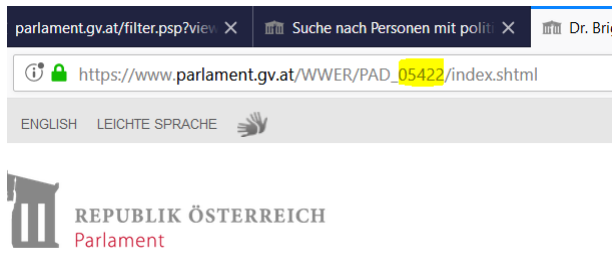 parlament.gv.at/filter.psp?view Suche nach Personen mit politi Dr. Brig
https://www.parlament.gv.at/WWER/PAD_05422/index.shtml
ENGLISH LEICHTE SPRACHE
REPUBLIK ÖSTERREICH
Parlament